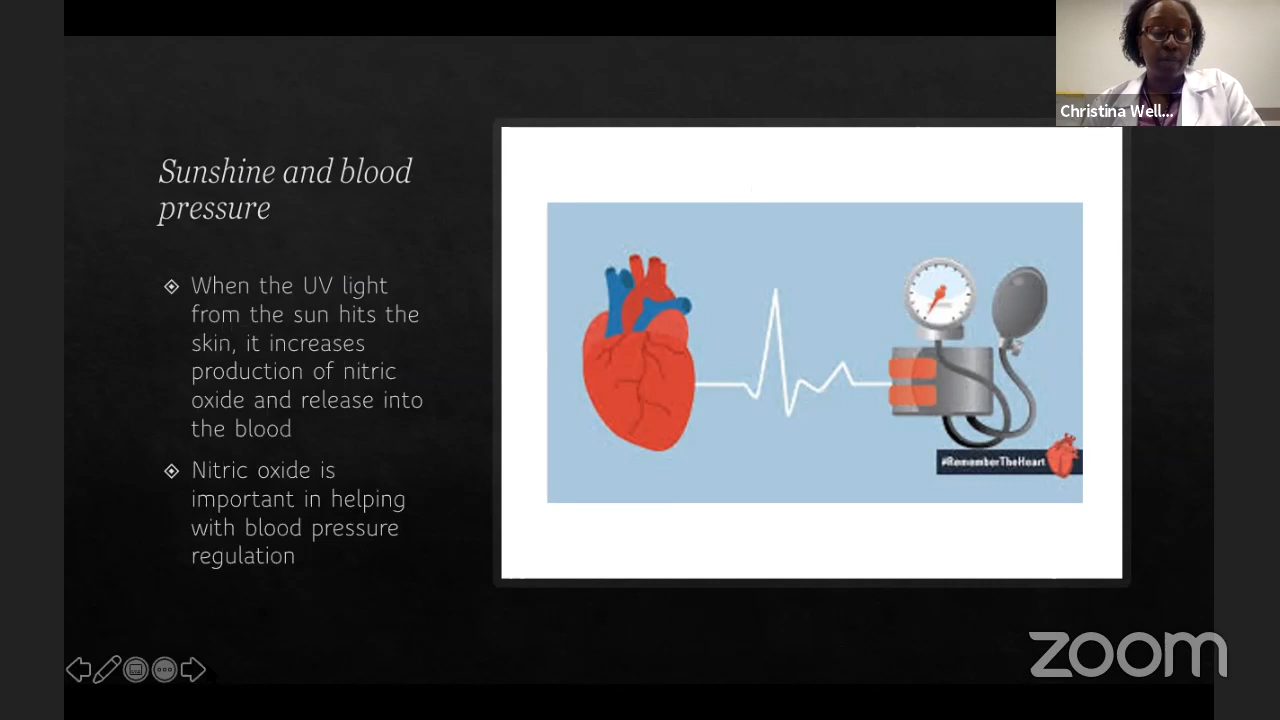 Christina Well...
Sunshine and blood
pressure
When the UV light
from the sun hits the
skin, it increases
production of nitric
oxide and release into
the blood
Nitric oxide is
important in helping
with blood pressure
regulation
#RememberTheHeart
zoom